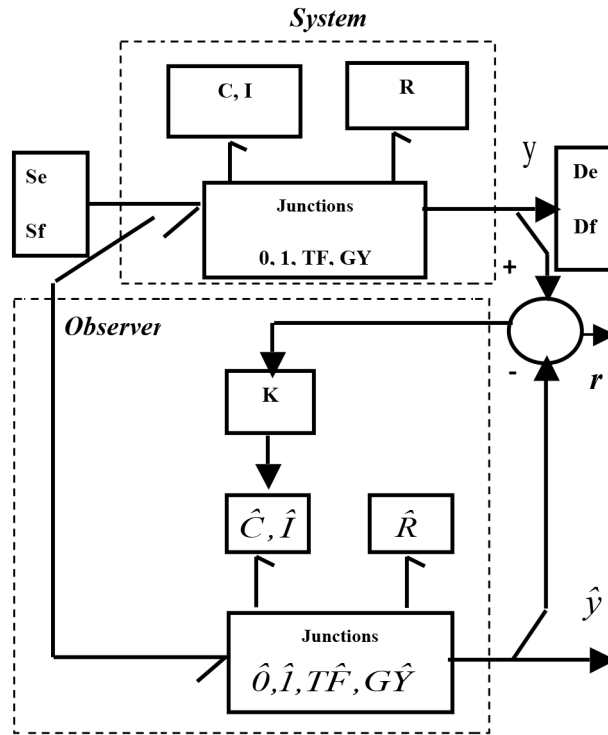 System
C, I
R
Se
Sf
Junctions
0, 1, TF, GY
y
De
Df
+
Observer
-
r
K
Ĉ, Î
R̂
Junctions
0̂,1̂,TF̂,GŶ
ŷ